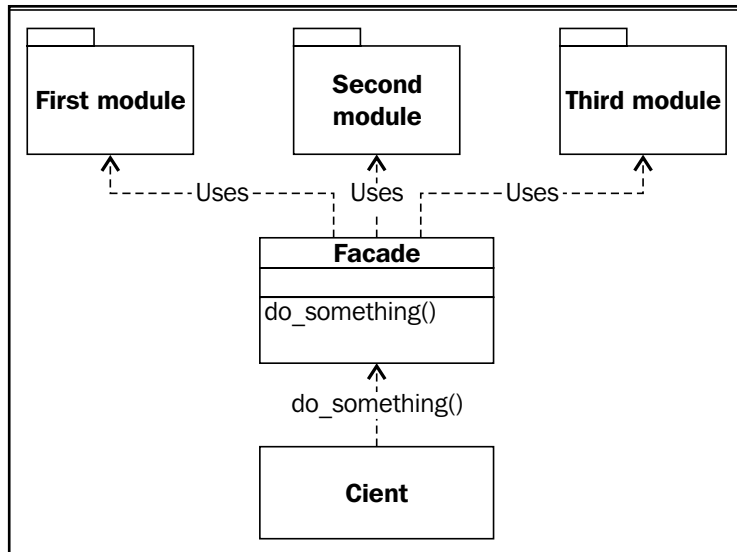 First module
Second
module
Third module
Uses
Uses
Uses
Facade
do_something()
do_something()
Cient